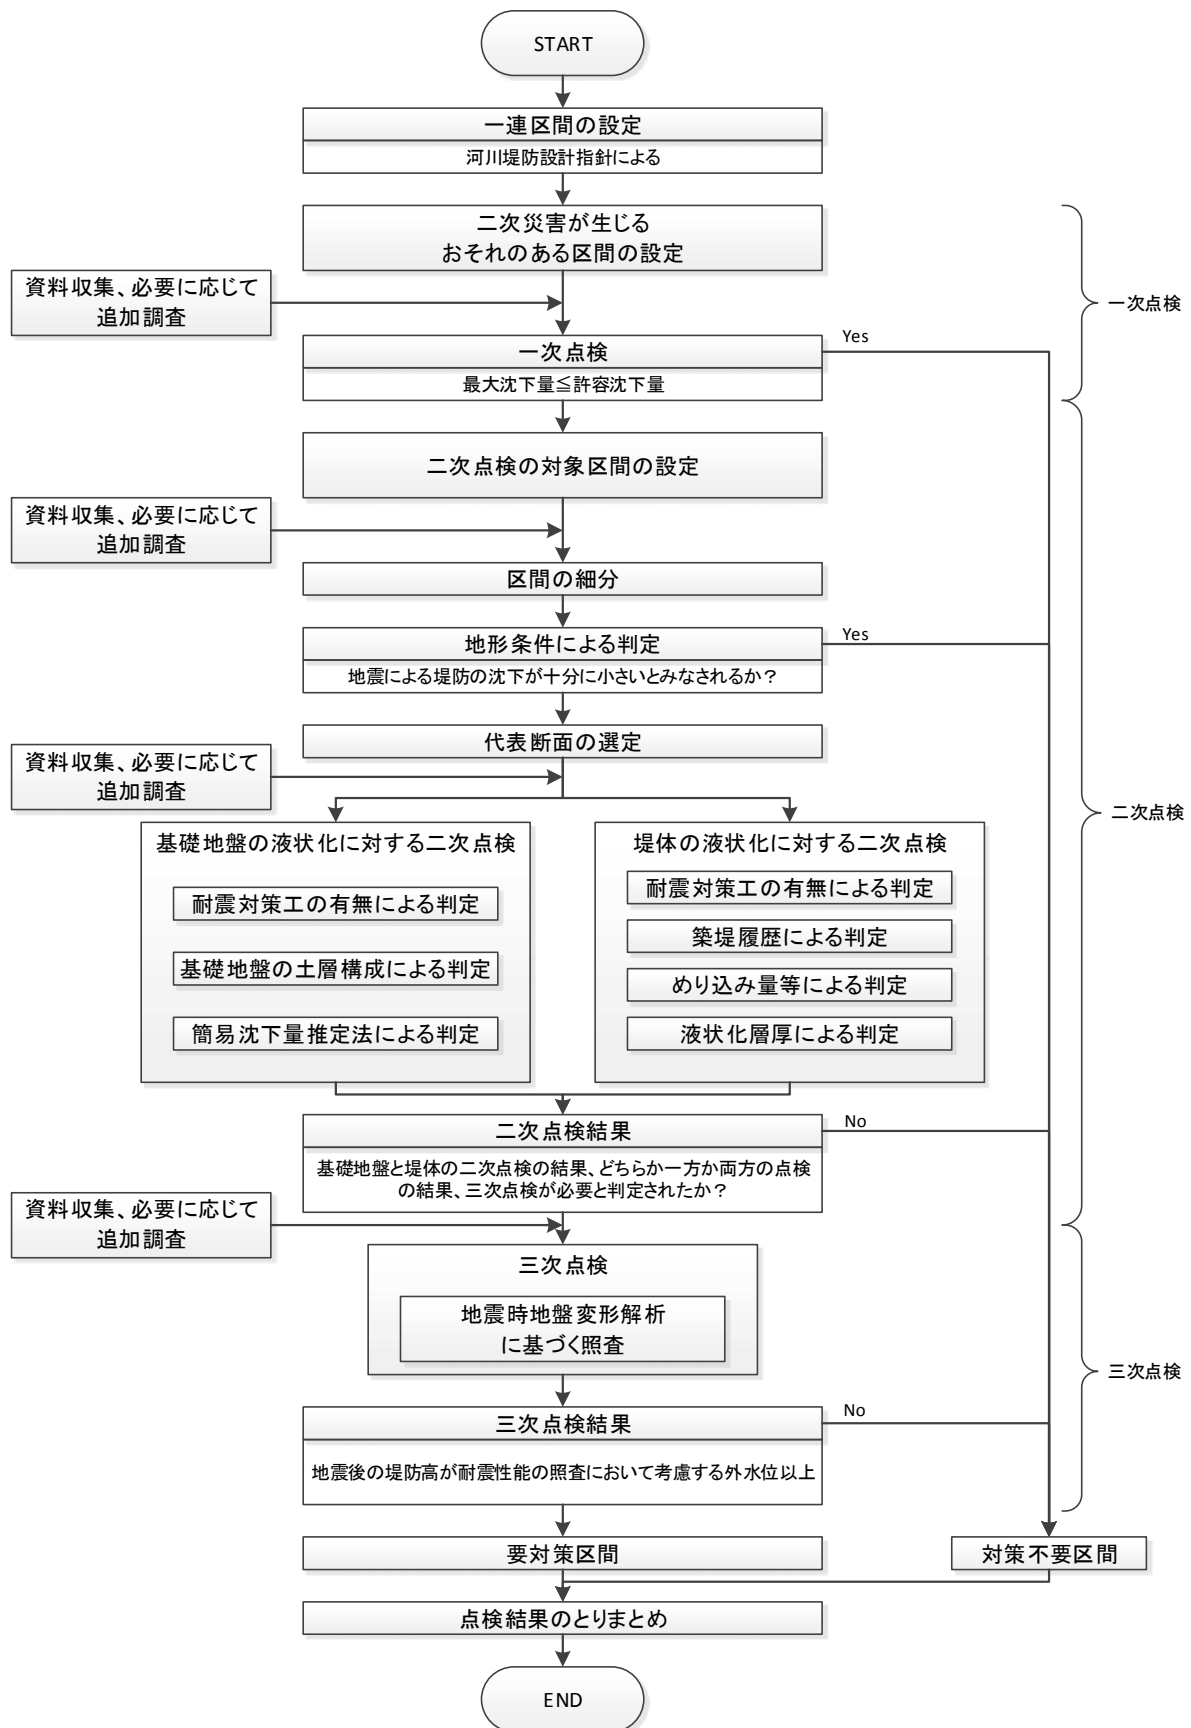 START
一連区間の設定
河川堤防設計指針による
二次災害が生じる
おそれのある区間の設定
資料収集、必要に応じて
追加調査
一次点検
一次点検
Yes
最大沈下量≦許容沈下量
二次点検の対象区間の設定
資料収集、必要に応じて
追加調査
区間の細分
地形条件による判定
Yes
地震による堤防の沈下が十分に小さいとみなされるか？
代表断面の選定
資料収集、必要に応じて
追加調査
二次点検
基礎地盤の液状化に対する二次点検
耐震対策工の有無による判定
基礎地盤の土層構成による判定
簡易沈下量推定法による判定
堤体の液状化に対する二次点検
耐震対策工の有無による判定
築堤履歴による判定
めり込み量等による判定
液状化層厚による判定
二次点検結果
No
基礎地盤と堤体の二次点検の結果、どちらか一方か両方の点検
の結果、三次点検が必要と判定されたか？
資料収集、必要に応じて
追加調査
三次点検
地震時地盤変形解析
に基づく照査
三次点検
三次点検結果
No
地震後の堤防高が耐震性能の照査において考慮する外水位以上
要対策区間
対策不要区間
点検結果のとりまとめ
END